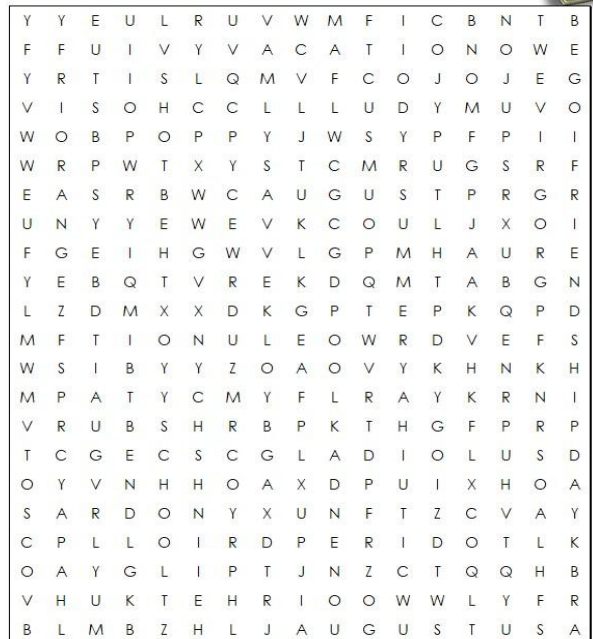 Y Y E U L R U V W M F I C B N T B
F F U I V Y V A C A T I O N O W E
Y R T I S L Q M V F C O J O J E G
V I S O H C C L L L U D Y M U V O
W O B P O P P Y J W S Y P F P I I
W R P W T X Y S T C M R U G S R F
E A S R B W C A U G U S T P R G R
U N Y Y E W E V K C O U L J X O I
F G E I H G W V L G P M H A U R E
Y E B Q T V R E K D Q M T A B G N
L Z D M X X D K G P T E P K Q P D
M F T I O N U L E O W R D V E F S
W S I B Y Y Z O A O V Y K H N K H
M P A T Y C M Y F L R A Y K R N I
V R U B S H R B P K T H G F P R P
T C G E C S C G L A D I O L U S D
O Y V N H H O A X D P U I X H O A
S A R D O N Y X U N F T Z C V A Y
C P L L O I R D P E R I D O T L K
O A Y G L I P T J N Z C T Q Q H B
V H U K T E H R I O O W W L Y F R
B L M B Z H L J A U G U S T U S A